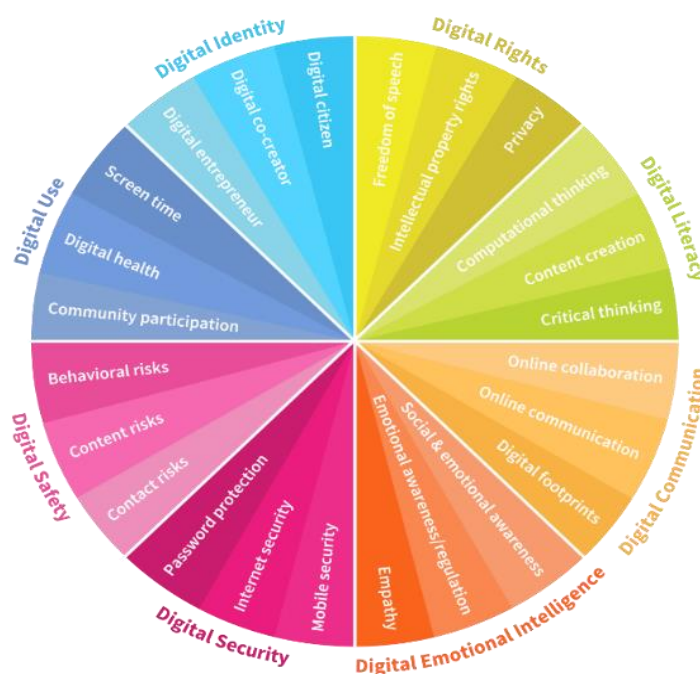 Digital Identity
Digital citizen
Digital co-creator
Digital entrepreneur
Digital Rights
Freedom of speech
Intellectual property rights
Privacy
Digital Literacy
Computational thinking
Content creation
Critical thinking
Digital Communication
Online collaboration
Online communication
Digital footprints
Digital Emotional Intelligence
Social & emotional awareness
Emotional awareness/regulation
Empathy
Digital Security
Mobile security
Internet security
Password protection
Digital Safety
Contact risks
Content risks
Behavioral risks
Digital Use
Community participation
Digital health
Screen time